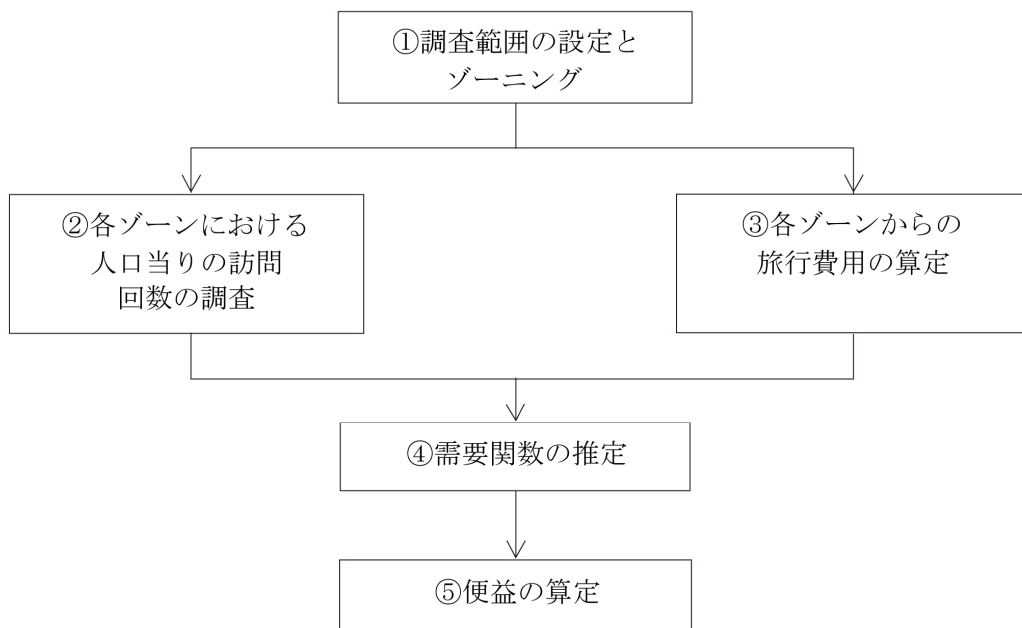 ①調査範囲の設定と
ゾーニング
②各ゾーンにおける
人口当りの訪問
回数の調査
③各ゾーンからの
旅行費用の算定
④需要関数の推定
⑤便益の算定